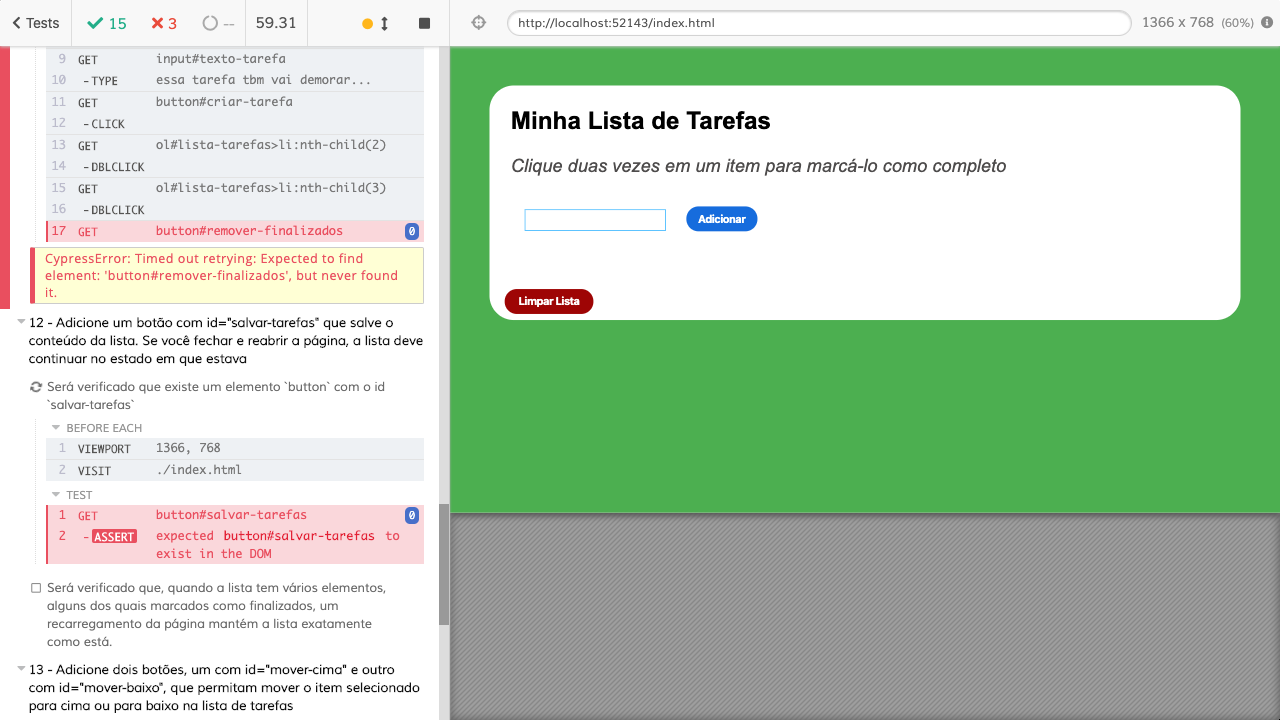 Tests 15 3 -- 59.31 http://localhost:52143/index.html 1366 x 768 (60%)
9 GET input#texto-tarefa
10 -TYPE essa tarefa tbm vai demorar...
11 GET button#criar-tarefa
12 -CLICK
13 GET ol#lista-tarefas>li:nth-child(2)
14 -DBLCLICK
15 GET ol#lista-tarefas>li:nth-child(3)
16 -DBLCLICK
17 GET button#remover-finalizados 0
CypressError: Timed out retrying: Expected to find
element: 'button#remover-finalizados', but never found
it.
12 - Adicione um botão com id="salvar-tarefas" que salve o
conteúdo da lista. Se você fechar e reabrir a página, a lista deve
continuar no estado em que estava
Será verificado que existe um elemento `button` com o id
`salvar-tarefas`
BEFORE EACH
1 VIEWPORT 1366, 768
2 VISIT ./index.html
TEST
1 GET button#salvar-tarefas 0
2 -ASSERT expected button#salvar-tarefas to
exist in the DOM
Será verificado que, quando a lista tem vários elementos,
alguns dos quais marcados como finalizados, um
recarregamento da página mantém a lista exatamente
como está.
13 - Adicione dois botões, um com id="mover-cima" e outro
com id="mover-baixo", que permitam mover o item selecionado
para cima ou para baixo na lista de tarefas
Minha Lista de Tarefas
Clique duas vezes em um item para marcá-lo como completo
Adicionar
Limpar Lista